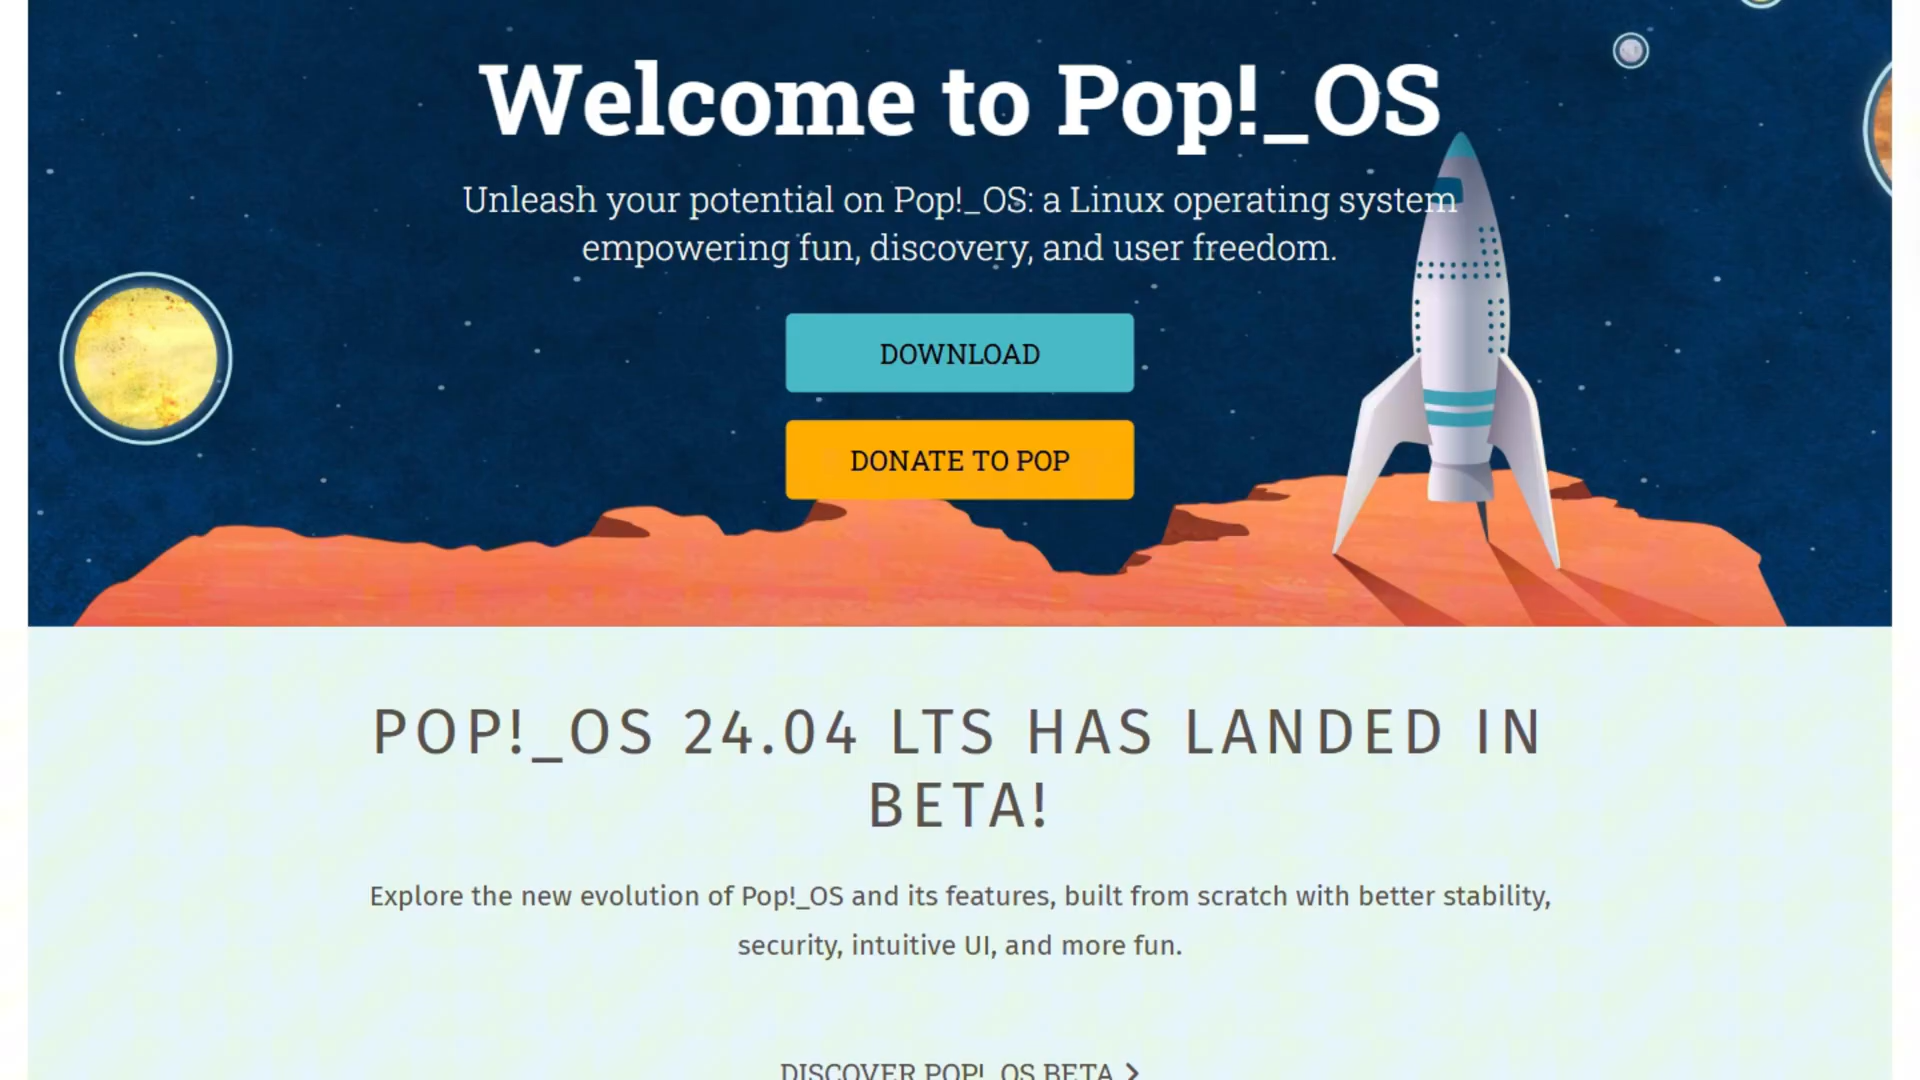 Welcome to Pop!_OS
Unleash your potential on Pop!_OS: a Linux operating system
empowering fun, discovery, and user freedom.
DOWNLOAD
DONATE TO POP
POP!_OS 24.04 LTS HAS LANDED IN
BETA!
Explore the new evolution of Pop!_OS and its features, built from scratch with better stability,
security, intuitive UI, and more fun.
DISCOVER POP!_OS BETA